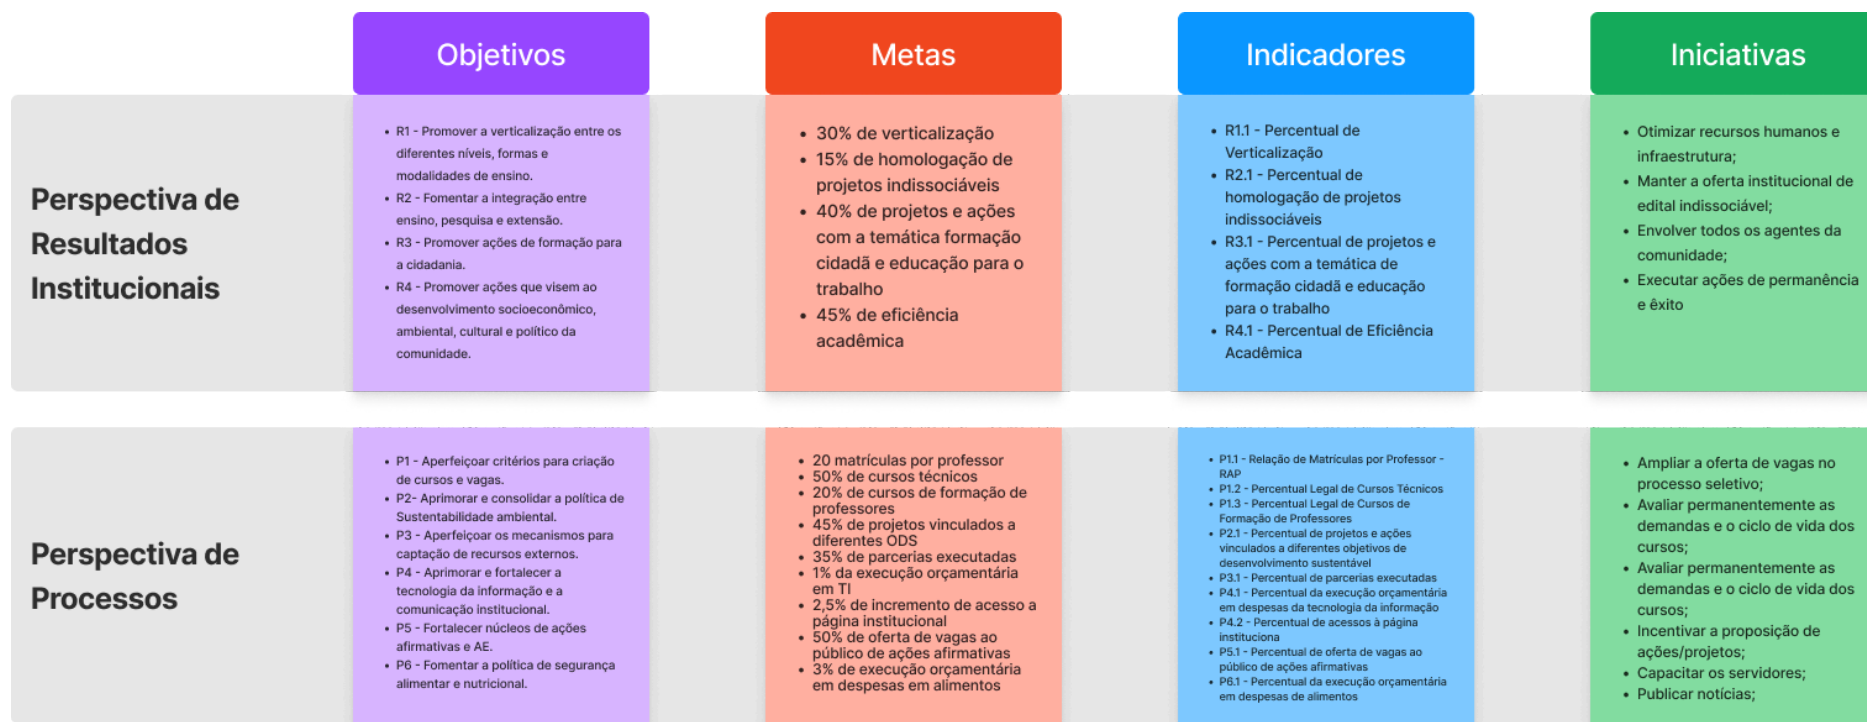 Objetivos
Metas
Indicadores
Iniciativas
Perspectiva de
Resultados
Institucionais
• R1 - Promover a verticalização entre os
diferentes níveis, formas e
modalidades de ensino.
• R2 - Fomentar a integração entre
ensino, pesquisa e extensão.
• R3 - Promover ações de formação para
a cidadania.
• R4 - Promover ações que visem ao
desenvolvimento socioeconômico,
ambiental, cultural e político da
comunidade.
• 30% de verticalização
• 15% de homologação de
projetos indissociáveis
• 40% de projetos e ações
com a temática formação
cidadã e educação para o
trabalho
• 45% de eficiência
acadêmica
• R1.1 - Percentual de
Verticalização
• R2.1 - Percentual de
homologação de projetos
indissociáveis
• R3.1 - Percentual de projetos e
ações com a temática de
formação cidadã e educação
para o trabalho
• R4.1 - Percentual de Eficiência
Acadêmica
• Otimizar recursos humanos e
infraestrutura;
• Manter a oferta institucional de
edital indissociável;
• Envolver todos os agentes da
comunidade;
• Executar ações de permanência
e êxito
Perspectiva de
Processos
• P1 - Aperfeiçoar critérios para criação
de cursos e vagas.
• P2- Aprimorar e consolidar a política de
Sustentabilidade ambiental.
• P3 - Aperfeiçoar os mecanismos para
captação de recursos externos.
• P4 - Aprimorar e fortalecer a
tecnologia da informação e a
comunicação institucional.
• P5 - Fortalecer núcleos de ações
afirmativas e AE.
• P6 - Fomentar a política de segurança
alimentar e nutricional.
• 20 matrículas por professor
• 50% de cursos técnicos
• 20% de cursos de formação de
professores
• 45% de projetos vinculados a
diferentes ODS
• 35% de parcerias executadas
• 1% da execução orçamentária
em TI
• 2,5% de incremento de acesso a
página institucional
• 50% de oferta de vagas ao
público de ações afirmativas
• 3% de execução orçamentária
em despesas em alimentos
• P1.1 - Relação de Matrículas por Professor -
RAP
• P1.2 - Percentual Legal de Cursos Técnicos
• P1.3 - Percentual Legal de Cursos de
Formação de Professores
• P2.1 - Percentual de projetos e ações
vinculados a diferentes objetivos de
desenvolvimento sustentável
• P3.1 - Percentual de parcerias executadas
• P4.1 - Percentual da execução orçamentária
em despesas da tecnologia da informação
• P4.2 - Percentual de acessos à página
instituciona
• P5.1 - Percentual de oferta de vagas ao
público de ações afirmativas
• P6.1 - Percentual da execução orçamentária
em despesas de alimentos
• Ampliar a oferta de vagas no
processo seletivo;
• Avaliar permanentemente as
demandas e o ciclo de vida dos
cursos;
• Avaliar permanentemente as
demandas e o ciclo de vida dos
cursos;
• Incentivar a proposição de
ações/projetos;
• Capacitar os servidores;
• Publicar notícias;